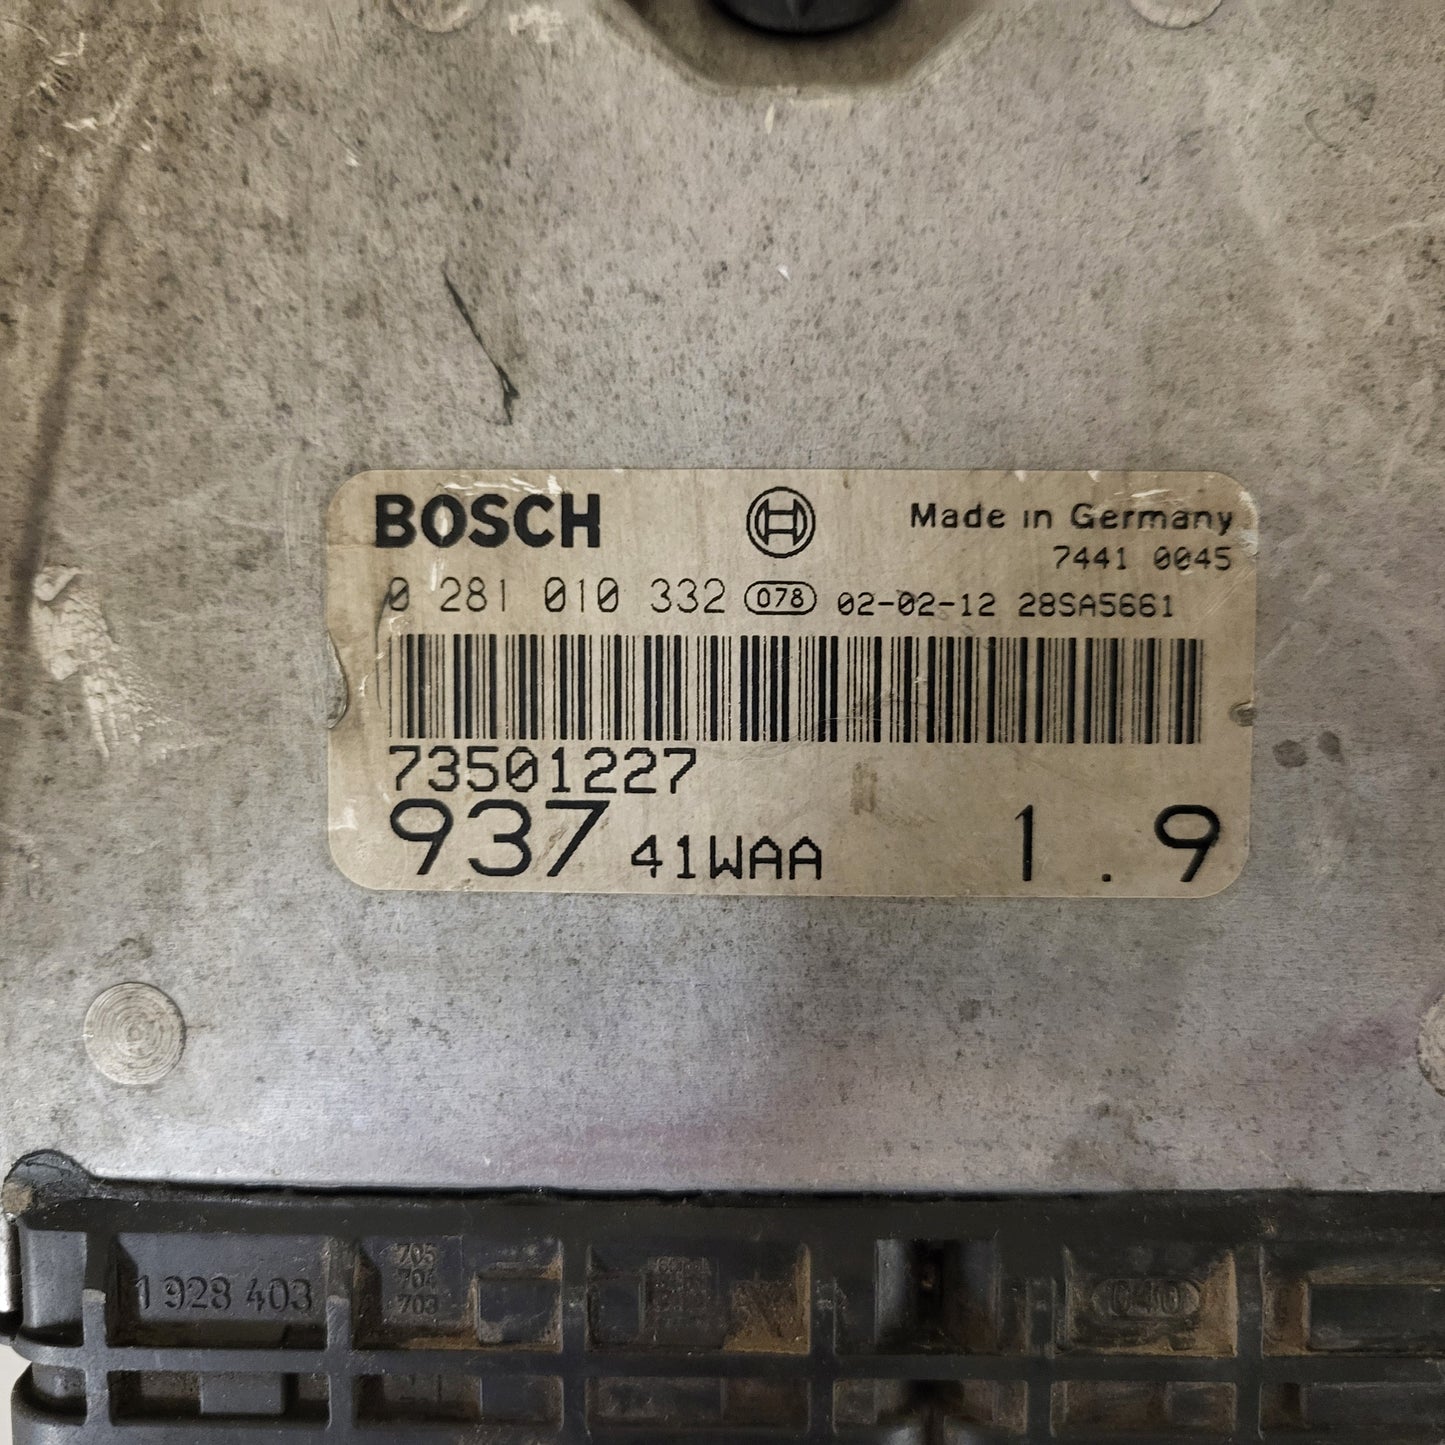 BOSCH Made in Germany
7441 0045
0 281 010 332 078 02-02-12 28SA5661
73501227
937 41WAA 1.9
1 928 403 705
704
703
040